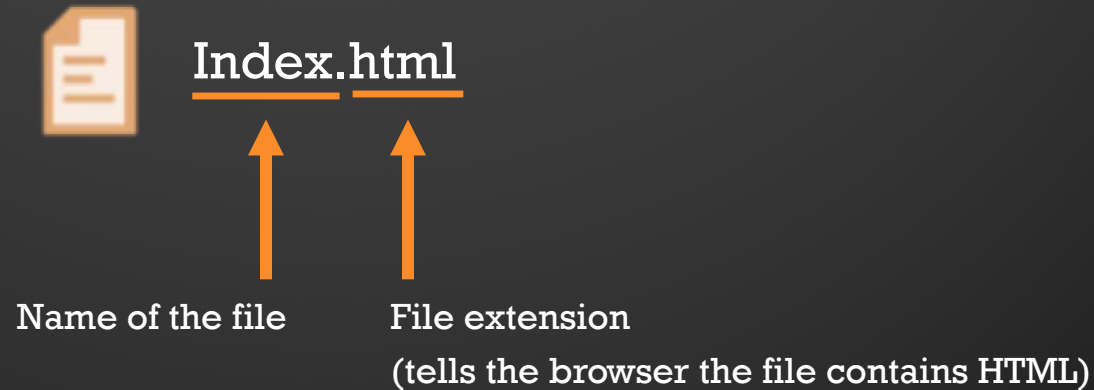 Index.html
Name of the file
File extension
(tells the browser the file contains HTML)